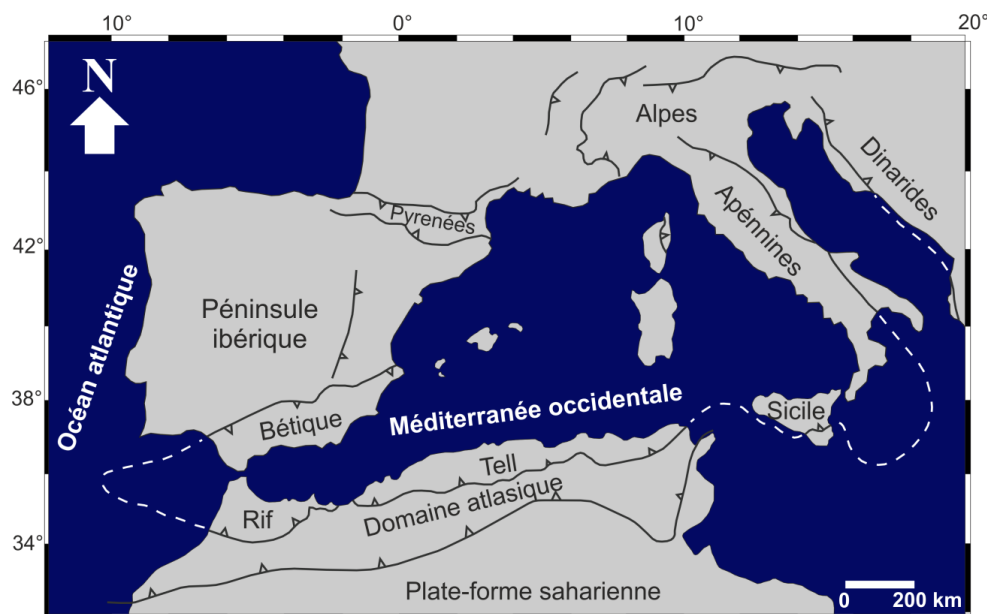 10°
0°
10°
20°
46°
42°
38°
34°
N
Alpes
Dinarides
Apénnines
Pyrenées
Océan atlantique
Péninsule
ibérique
Bétique
Méditerranée occidentale
Sicile
Tell
Rif
Domaine atlasique
Plate-forme saharienne
0 200 km